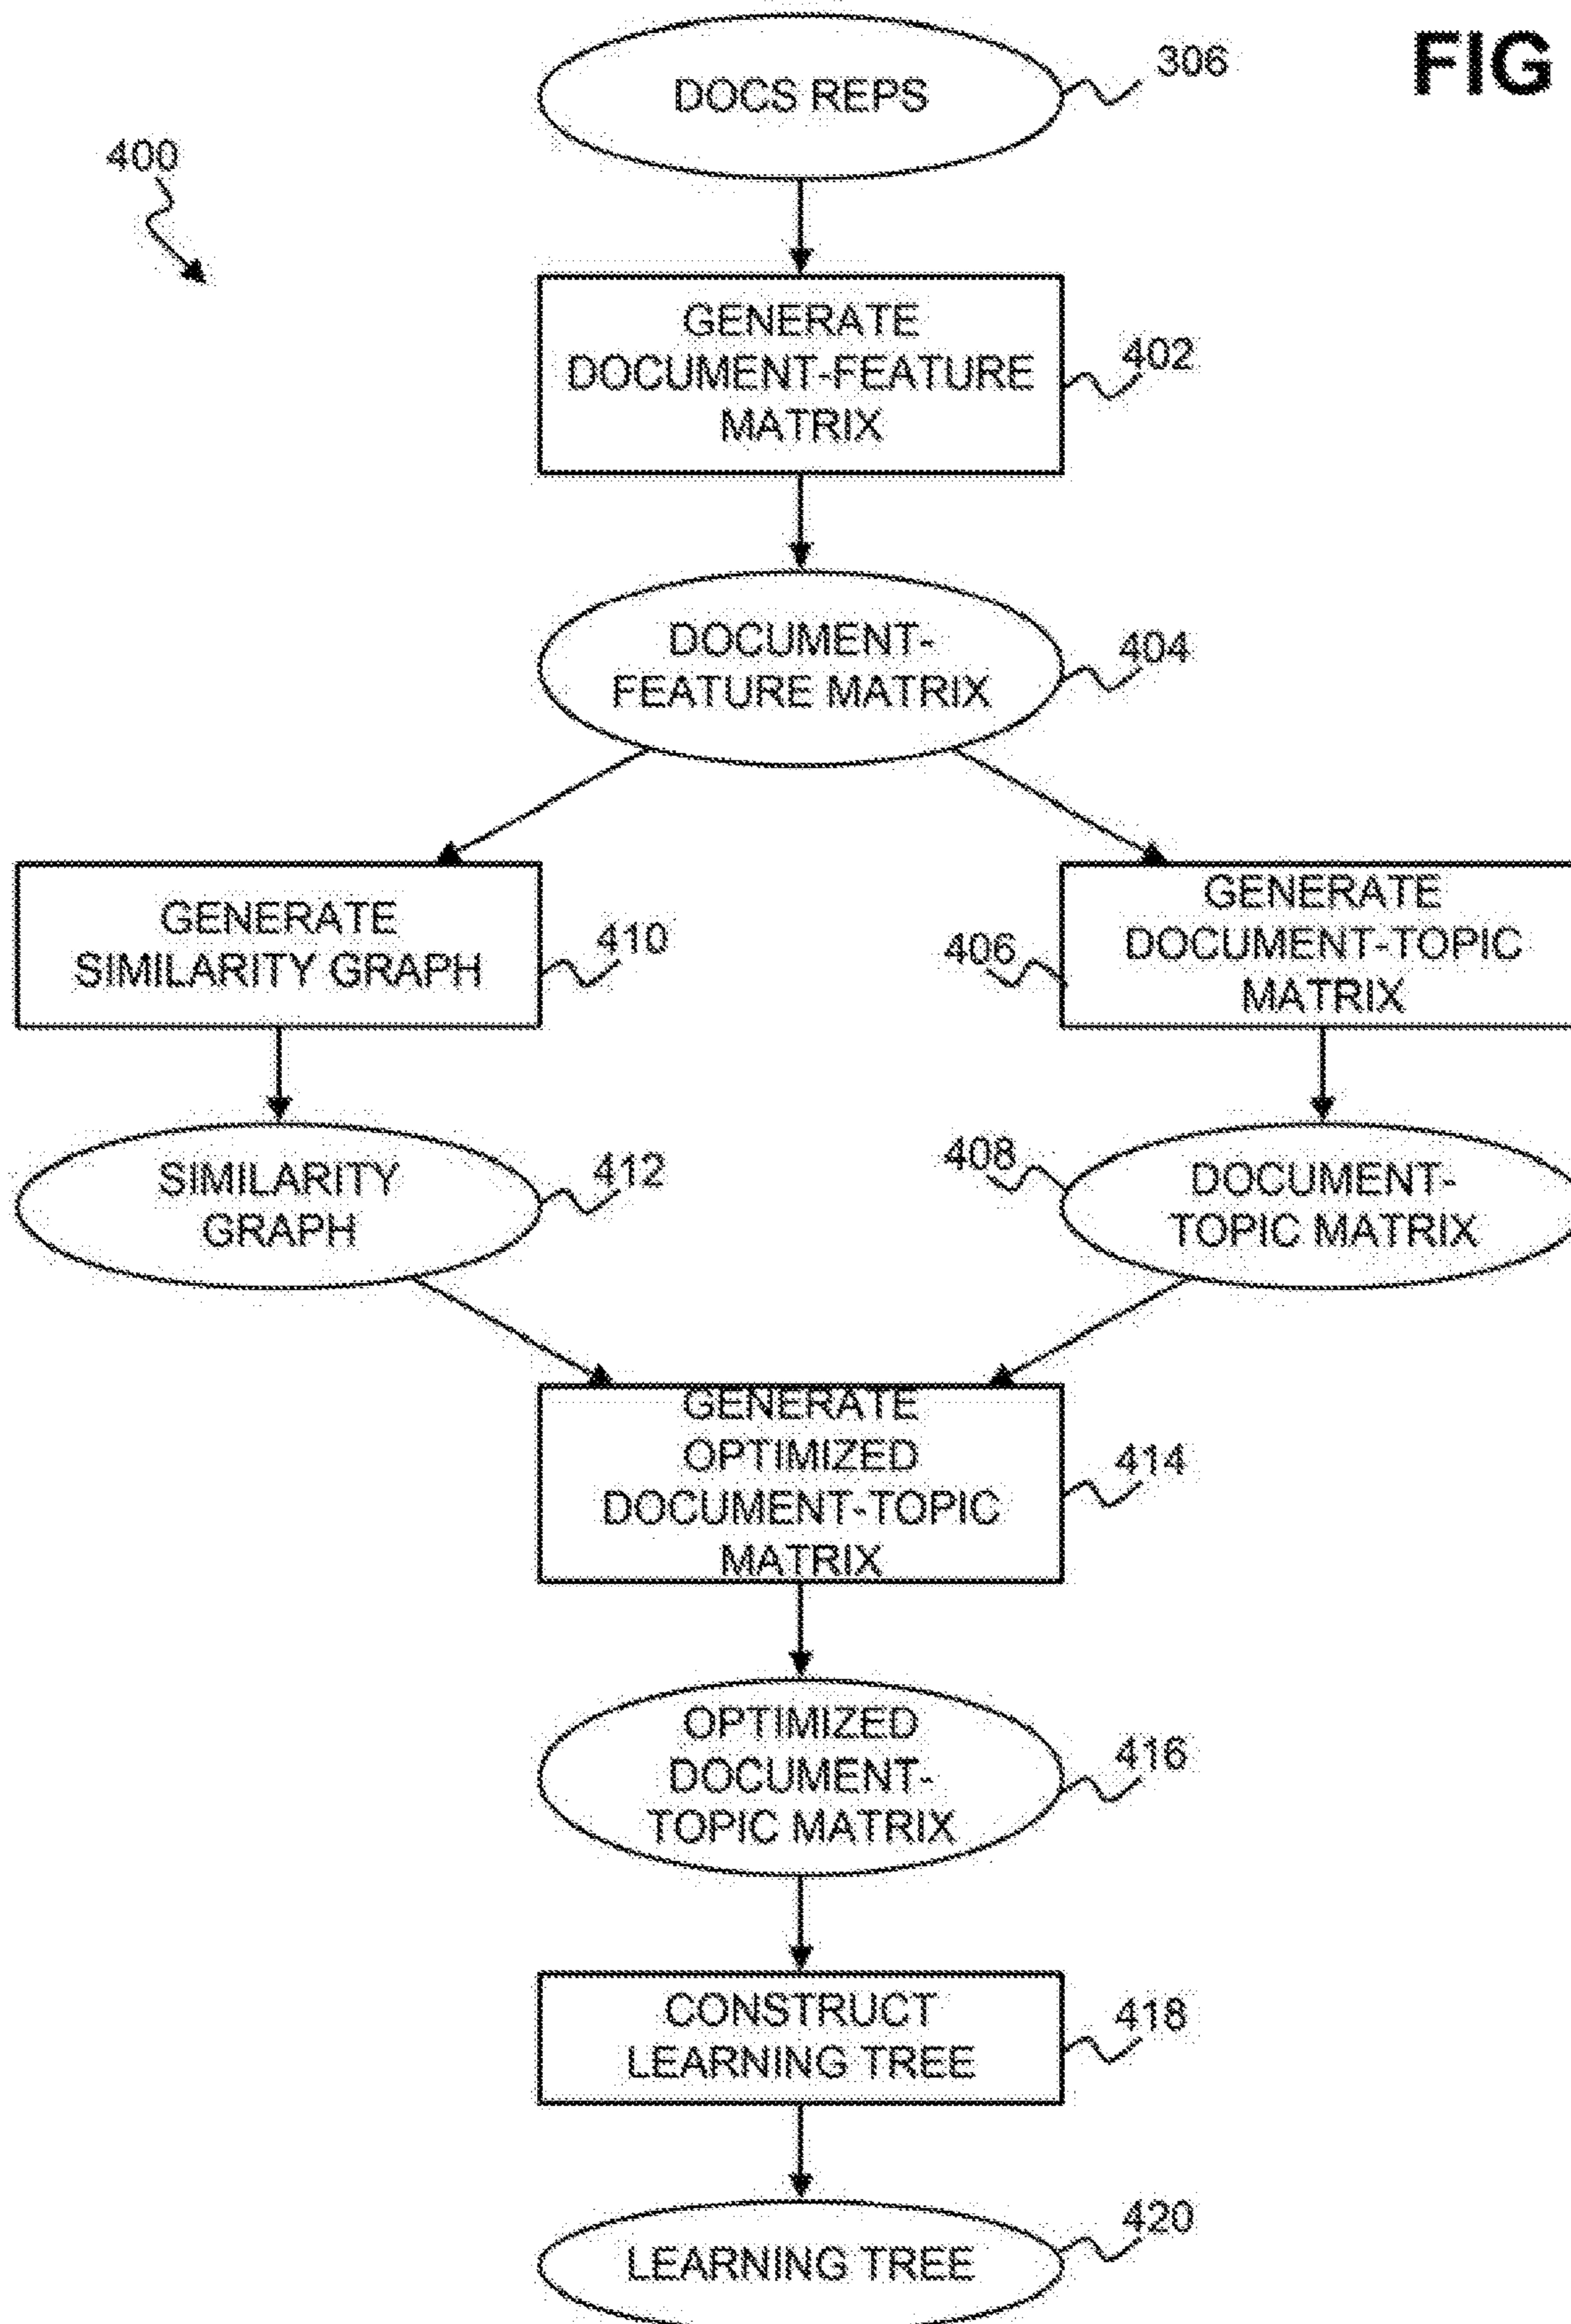 FIG
306
DOCS REPS
400
GENERATE
DOCUMENT-FEATURE
MATRIX
402
DOCUMENT-
FEATURE MATRIX
404
GENERATE
SIMILARITY GRAPH
410
406
GENERATE
DOCUMENT-TOPIC
MATRIX
SIMILARITY
GRAPH
412
408
DOCUMENT-
TOPIC MATRIX
GENERATE
OPTIMIZED
DOCUMENT-TOPIC
MATRIX
414
OPTIMIZED
DOCUMENT-
TOPIC MATRIX
416
CONSTRUCT
LEARNING TREE
418
LEARNING TREE
420